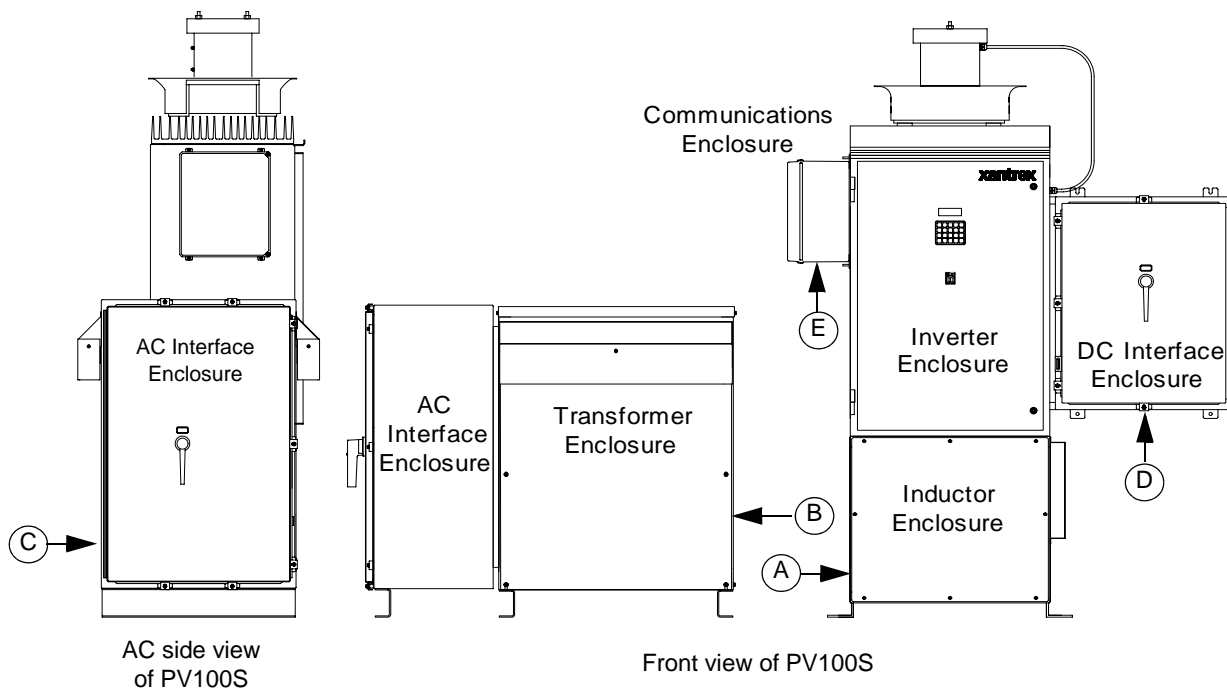 Communications
Enclosure
xantrex
AC Interface
Enclosure
E
Inverter
Enclosure
DC Interface
Enclosure
AC
Interface
Enclosure
Transformer
Enclosure
D
Inductor
Enclosure
B
C
A
AC side view
of PV100S
Front view of PV100S